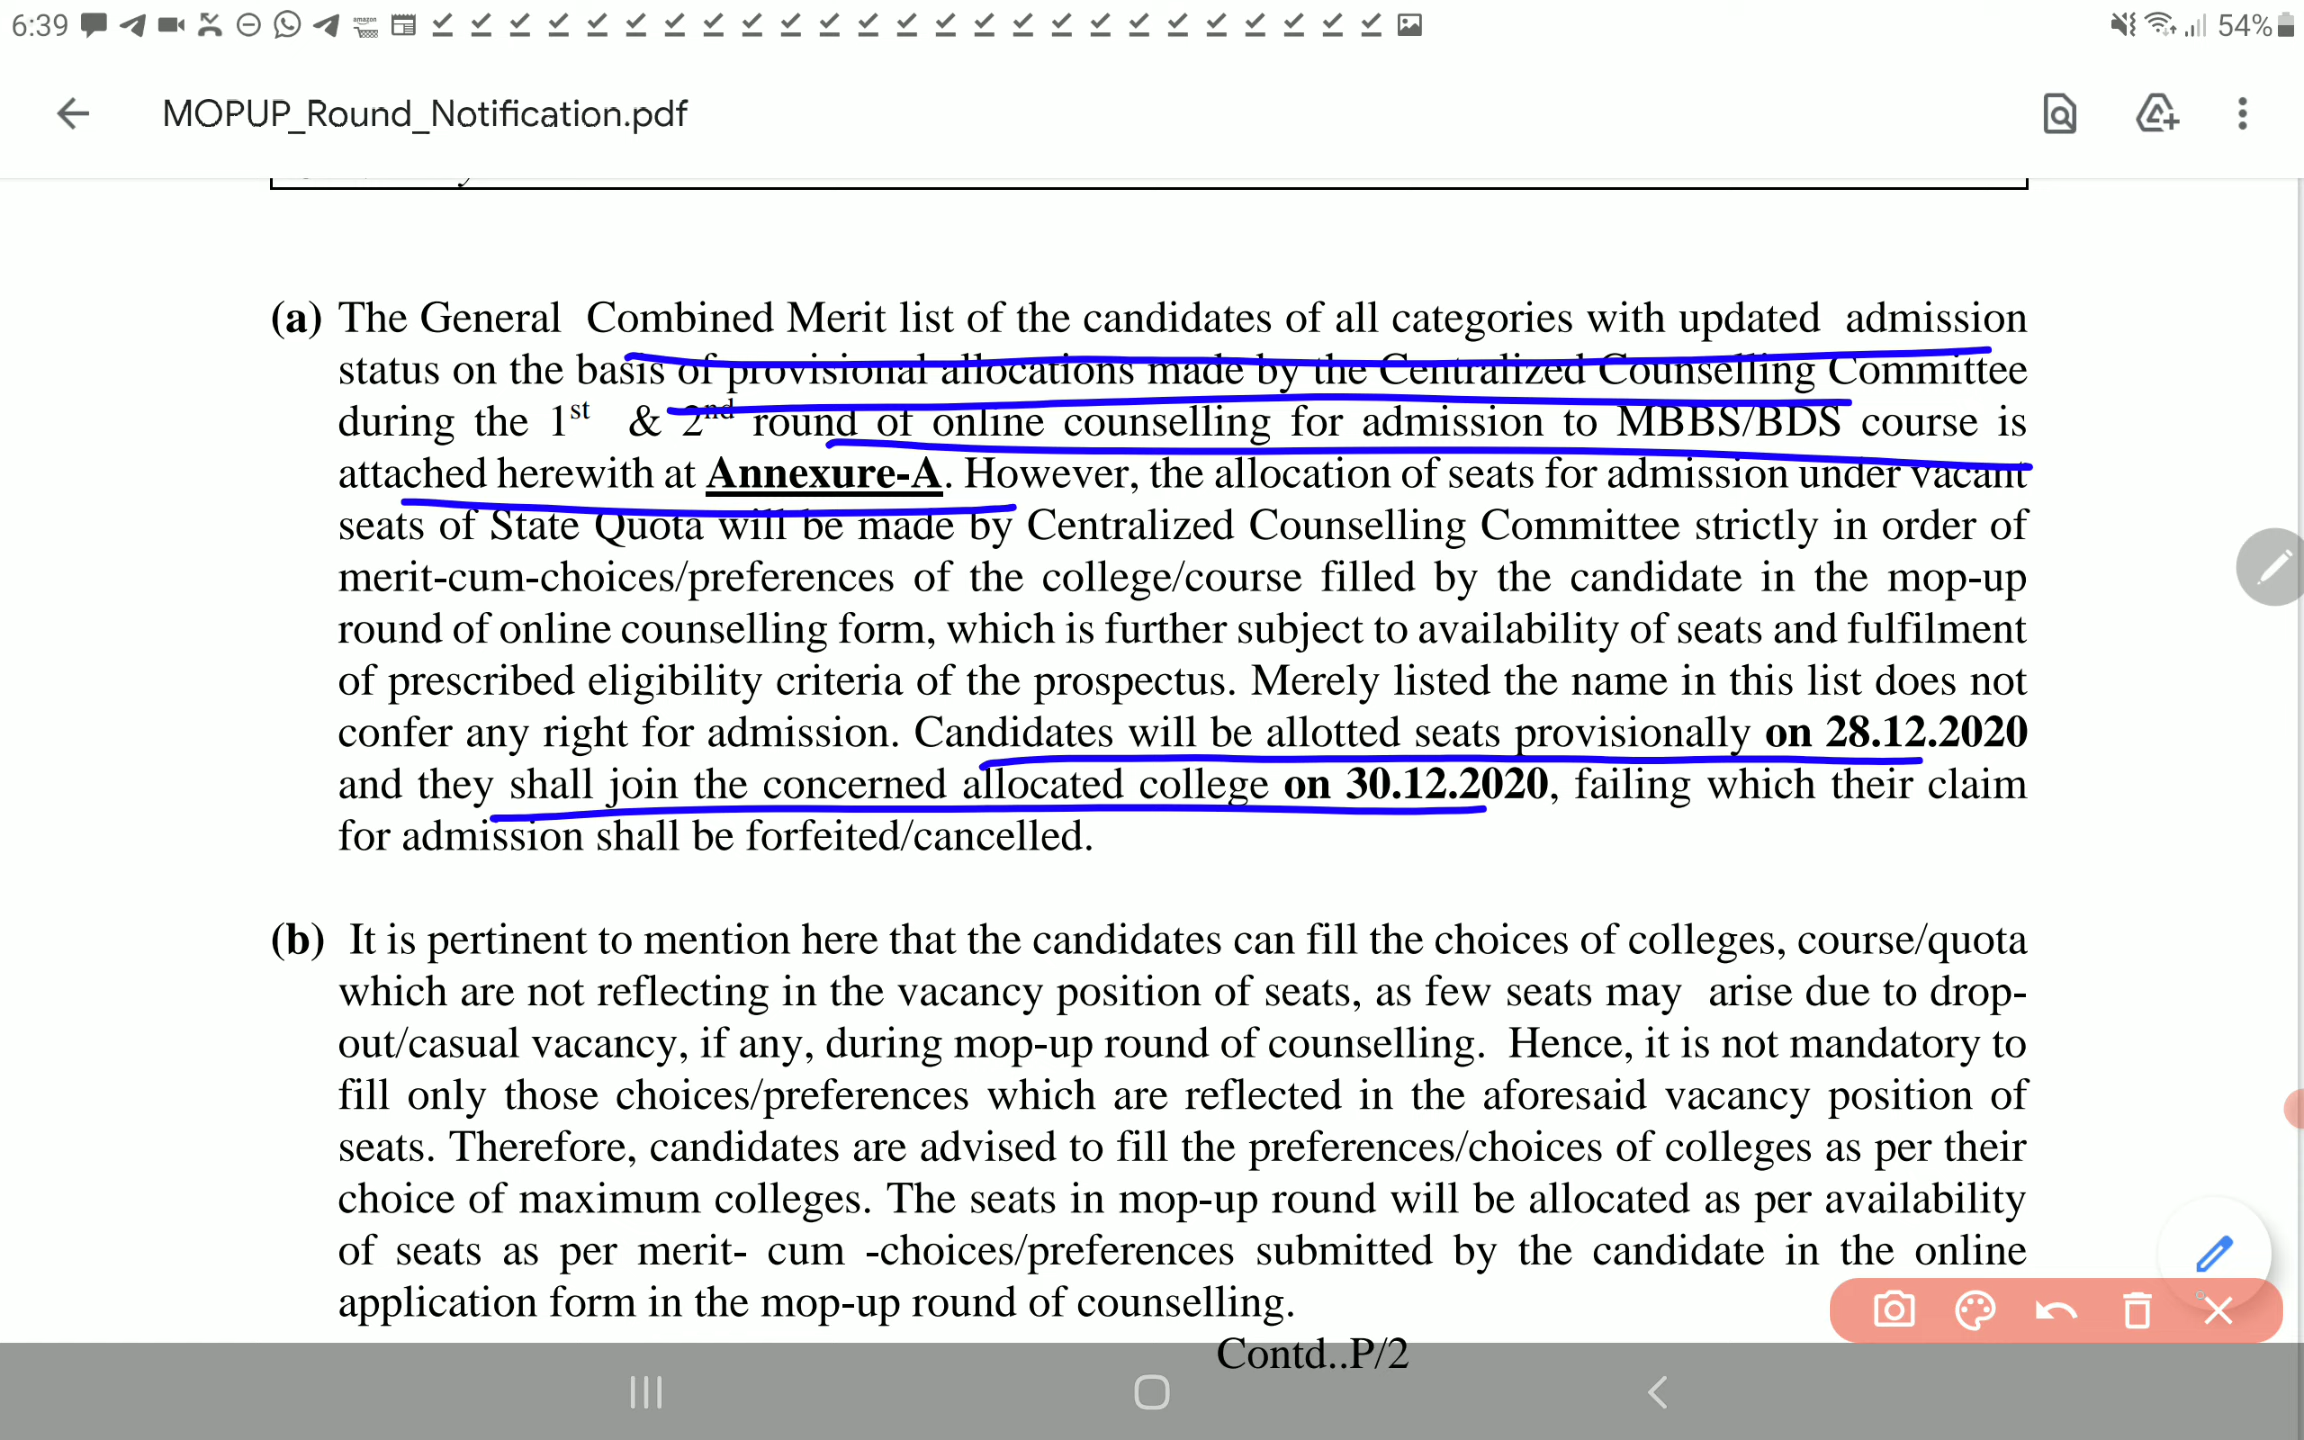 6:39
54%
MOPUP_Round_Notification.pdf
(a) The General Combined Merit list of the candidates of all categories with updated admission
status on the basis of provisional allocations made by the Centralized Counselling Committee
during the 1st & 2nd round of online counselling for admission to MBBS/BDS course is
attached herewith at Annexure-A. However, the allocation of seats for admission under vacant
seats of State Quota will be made by Centralized Counselling Committee strictly in order of
merit-cum-choices/preferences of the college/course filled by the candidate in the mop-up
round of online counselling form, which is further subject to availability of seats and fulfilment
of prescribed eligibility criteria of the prospectus. Merely listed the name in this list does not
confer any right for admission. Candidates will be allotted seats provisionally on 28.12.2020
and they shall join the concerned allocated college on 30.12.2020, failing which their claim
for admission shall be forfeited/cancelled.
(b) It is pertinent to mention here that the candidates can fill the choices of colleges, course/quota
which are not reflecting in the vacancy position of seats, as few seats may arise due to drop-
out/casual vacancy, if any, during mop-up round of counselling. Hence, it is not mandatory to
fill only those choices/preferences which are reflected in the aforesaid vacancy position of
seats. Therefore, candidates are advised to fill the preferences/choices of colleges as per their
choice of maximum colleges. The seats in mop-up round will be allocated as per availability
of seats as per merit- cum -choices/preferences submitted by the candidate in the online
application form in the mop-up round of counselling.
Contd..P/2